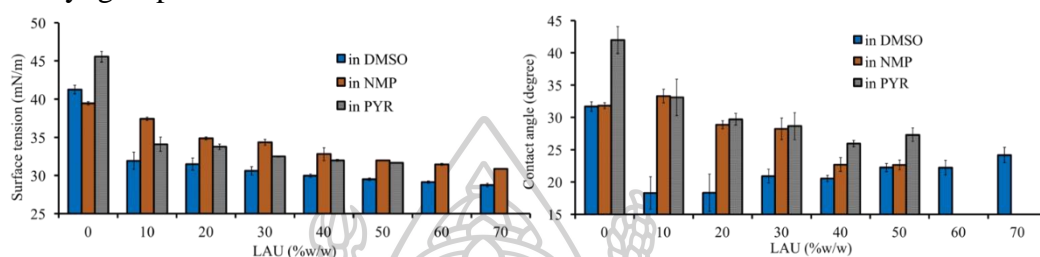 50
45
40
35
30
25
Surface tension (mN/m)
in DMSO
in NMP
in PYR
0 10 20 30 40 50 60 70
LAU (%w/w)
45
40
35
30
25
20
15
Contact angle (degree)
in DMSO
in NMP
in PYR
0 10 20 30 40 50 60 70
LAU (%w/w)